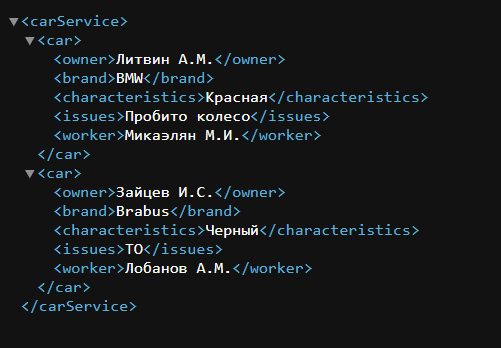 <carService>
<car>
<owner>Литвин А.М.</owner>
<brand>BMW</brand>
<characteristics>Красная</characteristics>
<issues>Пробито колесо</issues>
<worker>Микаэлян М.И.</worker>
</car>
<car>
<owner>Зайцев И.С.</owner>
<brand>Brabus</brand>
<characteristics>Черный</characteristics>
<issues>ТО</issues>
<worker>Лобанов А.М.</worker>
</car>
</carService>